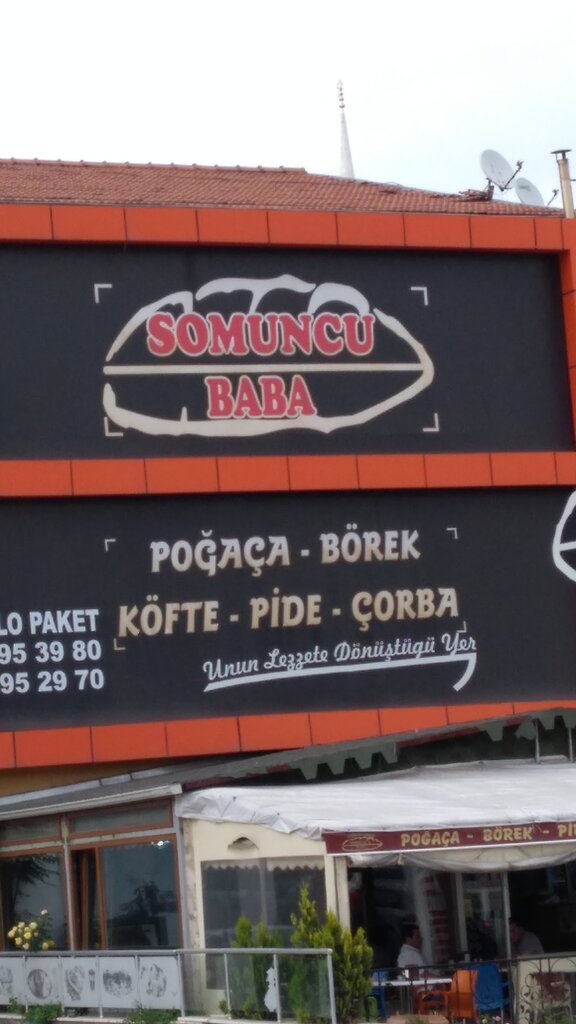 SOMUNCU
BABA
POĞAÇA - BÖREK
KÖFTE - PİDE - ÇORBA
Unun Lezzete Dönüştüğü Yer
LO PAKET
95 39 80
95 29 70
POĞAÇA - BÖREK - Pİ